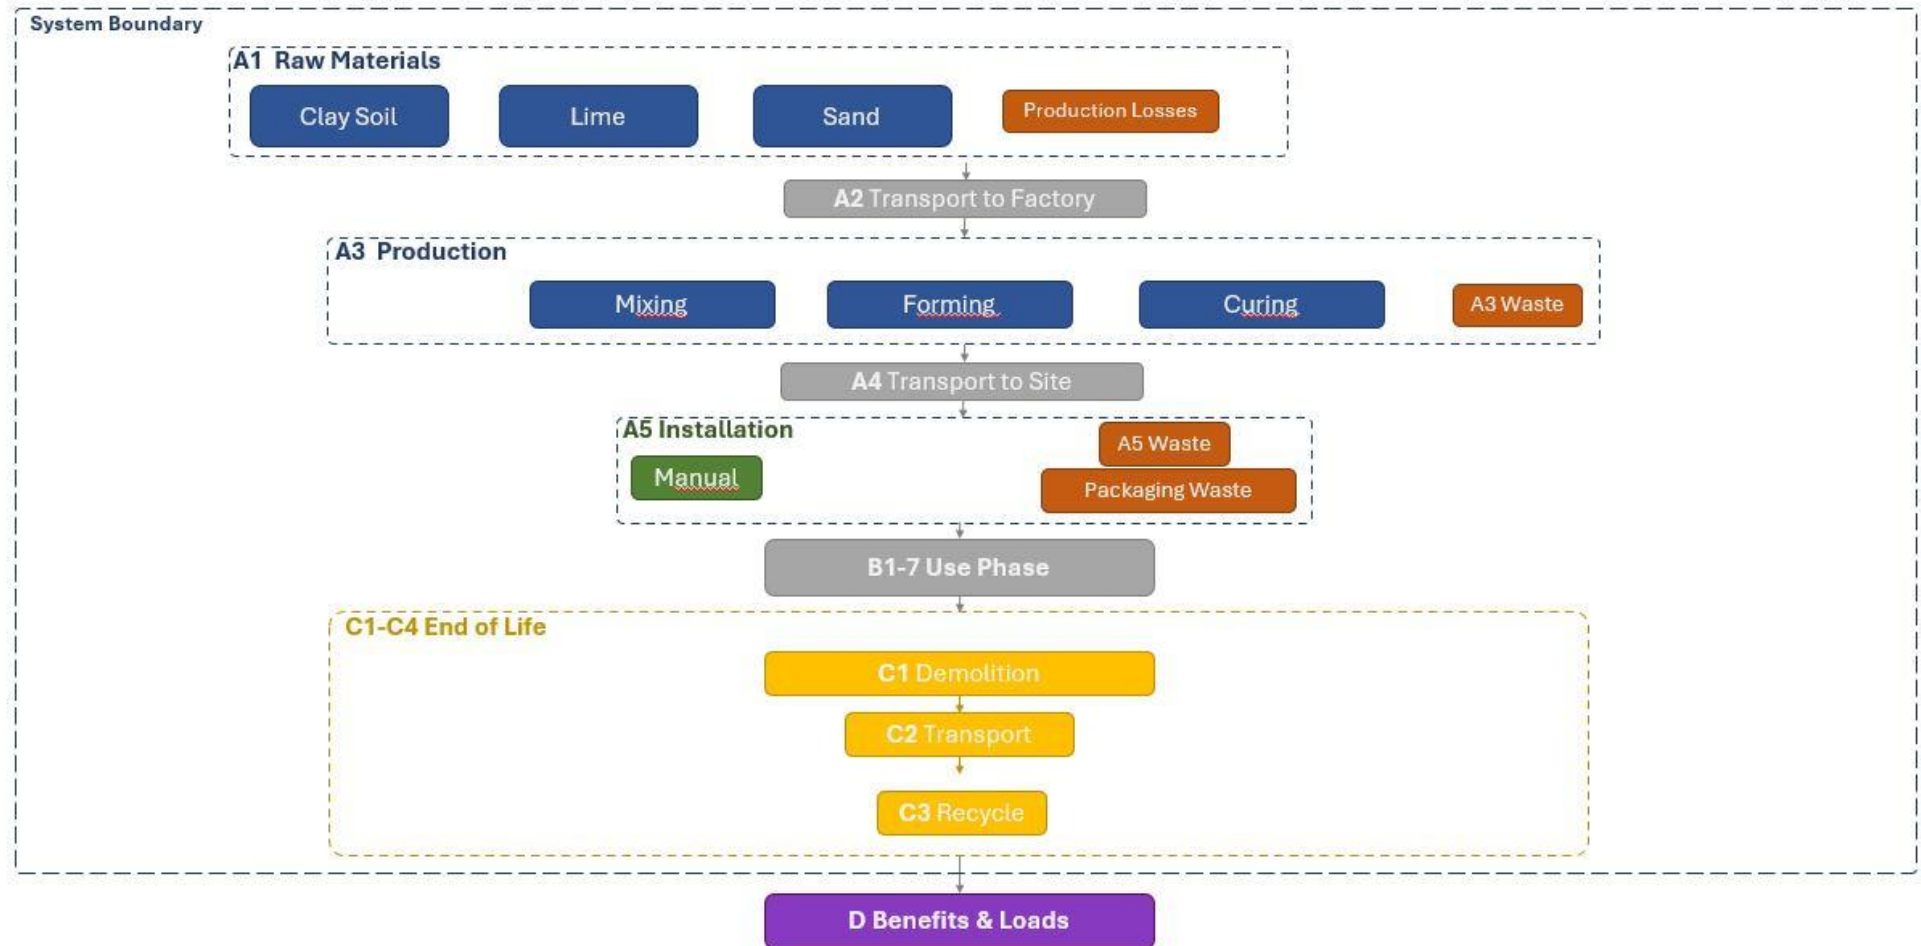 System Boundary
A1 Raw Materials
Clay Soil
Lime
Sand
Production Losses
A2 Transport to Factory
A3 Production
Mixing
Forming
Curing
A3 Waste
A4 Transport to Site
A5 Installation
A5 Waste
Manual
Packaging Waste
B1-7 Use Phase
C1-C4 End of Life
C1 Demolition
C2 Transport
C3 Recycle
D Benefits & Loads